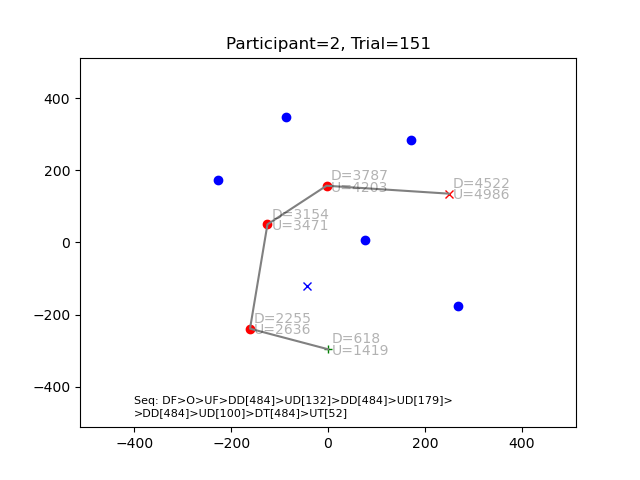 Participant=2, Trial=151
400
200
0
−200
−400
D=3787
U=4203
D=4522
U=4986
D=3154
U=3471
D=2255
U=2636
D=618
U=1419
Seq: DF>O>UF>DD[484]>UD[132]>DD[484]>UD[179]>
>DD[484]>UD[100]>DT[484]>UT[52]
−400
−200
0
200
400